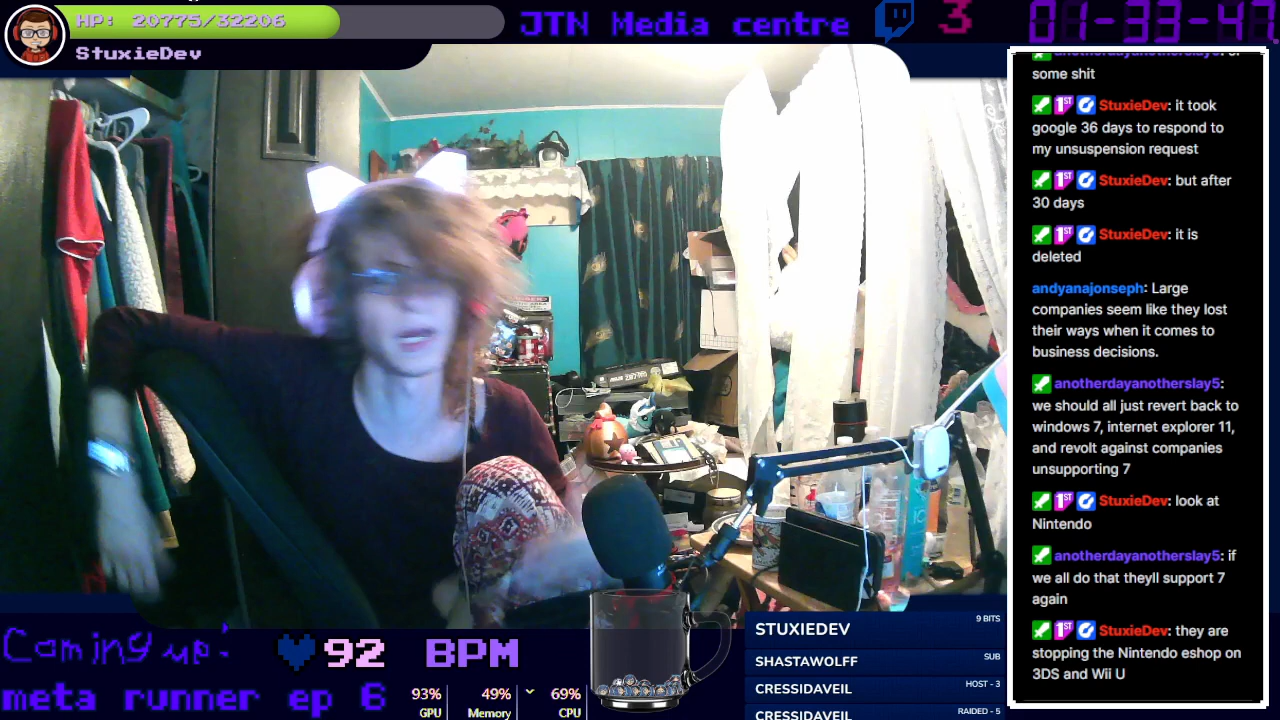 HP: 20775/32206
StuxieDev
JTN Media centre
3
01-33-47
some shit
StuxieDev: it took
google 36 days to respond to
my unsuspension request
StuxieDev: but after
30 days
StuxieDev: it is
deleted
andyanajonseph: Large
companies seem like they lost
their ways when it comes to
business decisions.
anotherdayanotherslay5:
we should all just revert back to
windows 7, internet explorer 11,
and revolt against companies
unsupporting 7
StuxieDev: look at
Nintendo
anotherdayanotherslay5: if
we all do that theyll support 7
again
StuxieDev: they are
stopping the Nintendo eshop on
3DS and Wii U
Coming up:
meta runner ep 6
92 BPM
93% 49% 69%
GPU Memory CPU
STUXIEDEV 9 BITS
SHASTAWOLFF SUB
CRESSIDAVEIL HOST - 3
CRESSIDAVEIL RAIDED - 5